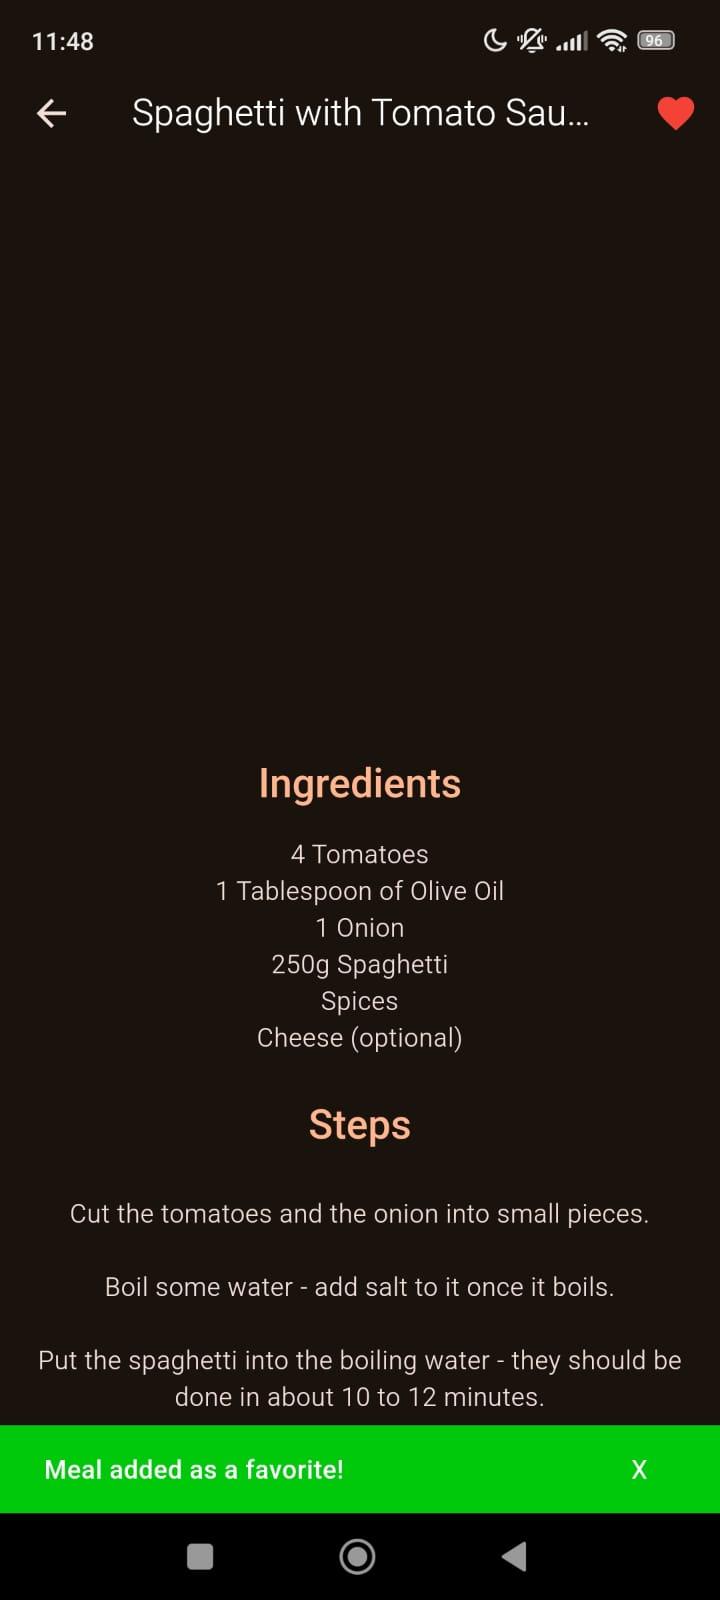 11:48
96
Spaghetti with Tomato Sau...
Ingredients
4 Tomatoes
1 Tablespoon of Olive Oil
1 Onion
250g Spaghetti
Spices
Cheese (optional)
Steps
Cut the tomatoes and the onion into small pieces.
Boil some water - add salt to it once it boils.
Put the spaghetti into the boiling water - they should be
done in about 10 to 12 minutes.
Meal added as a favorite!
X